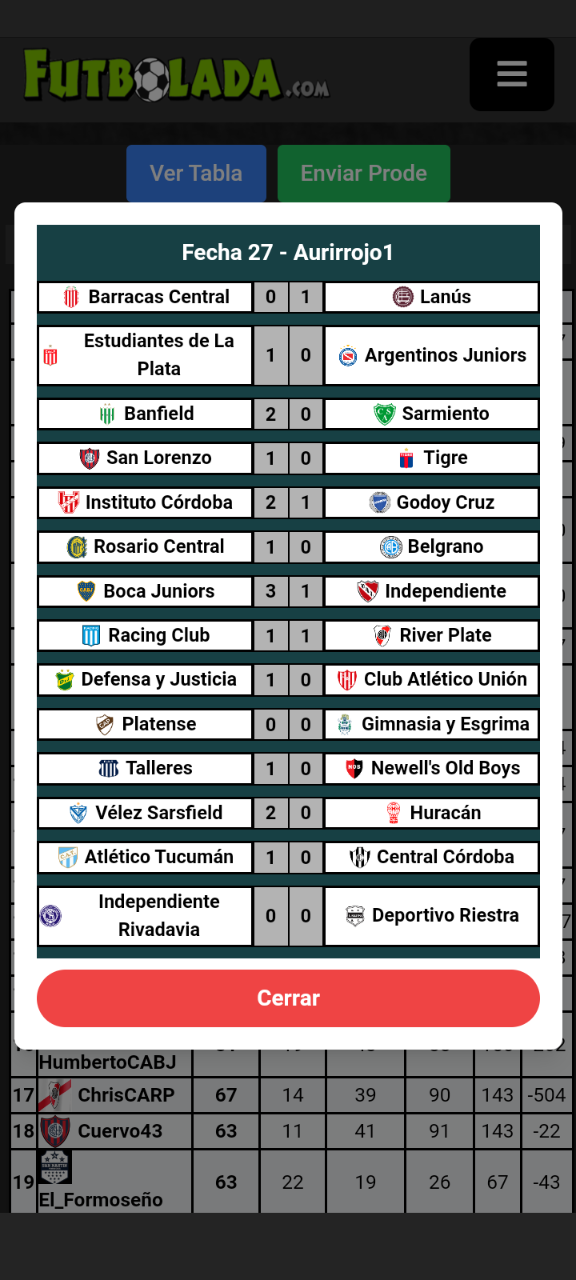 FUTBOLADA.COM
Ver Tabla
Enviar Prode
Fecha 27 - Aurirrojo1
Barracas Central 0 1 Lanús
Estudiantes de La
Plata 1 0 Argentinos Juniors
Banfield 2 0 Sarmiento
San Lorenzo 1 0 Tigre
Instituto Córdoba 2 1 Godoy Cruz
Rosario Central 1 0 Belgrano
Boca Juniors 3 1 Independiente
Racing Club 1 1 River Plate
Defensa y Justicia 1 0 Club Atlético Unión
Platense 0 0 Gimnasia y Esgrima
Talleres 1 0 Newell's Old Boys
Vélez Sarsfield 2 0 Huracán
Atlético Tucumán 1 0 Central Córdoba
Independiente
Rivadavia 0 0 Deportivo Riestra
Cerrar
HumbertoCABJ
17 ChrisCARP 67 14 39 90 143 -504
18 Cuervo43 63 11 41 91 143 -22
19 El_Formoseño 63 22 19 26 67 -43